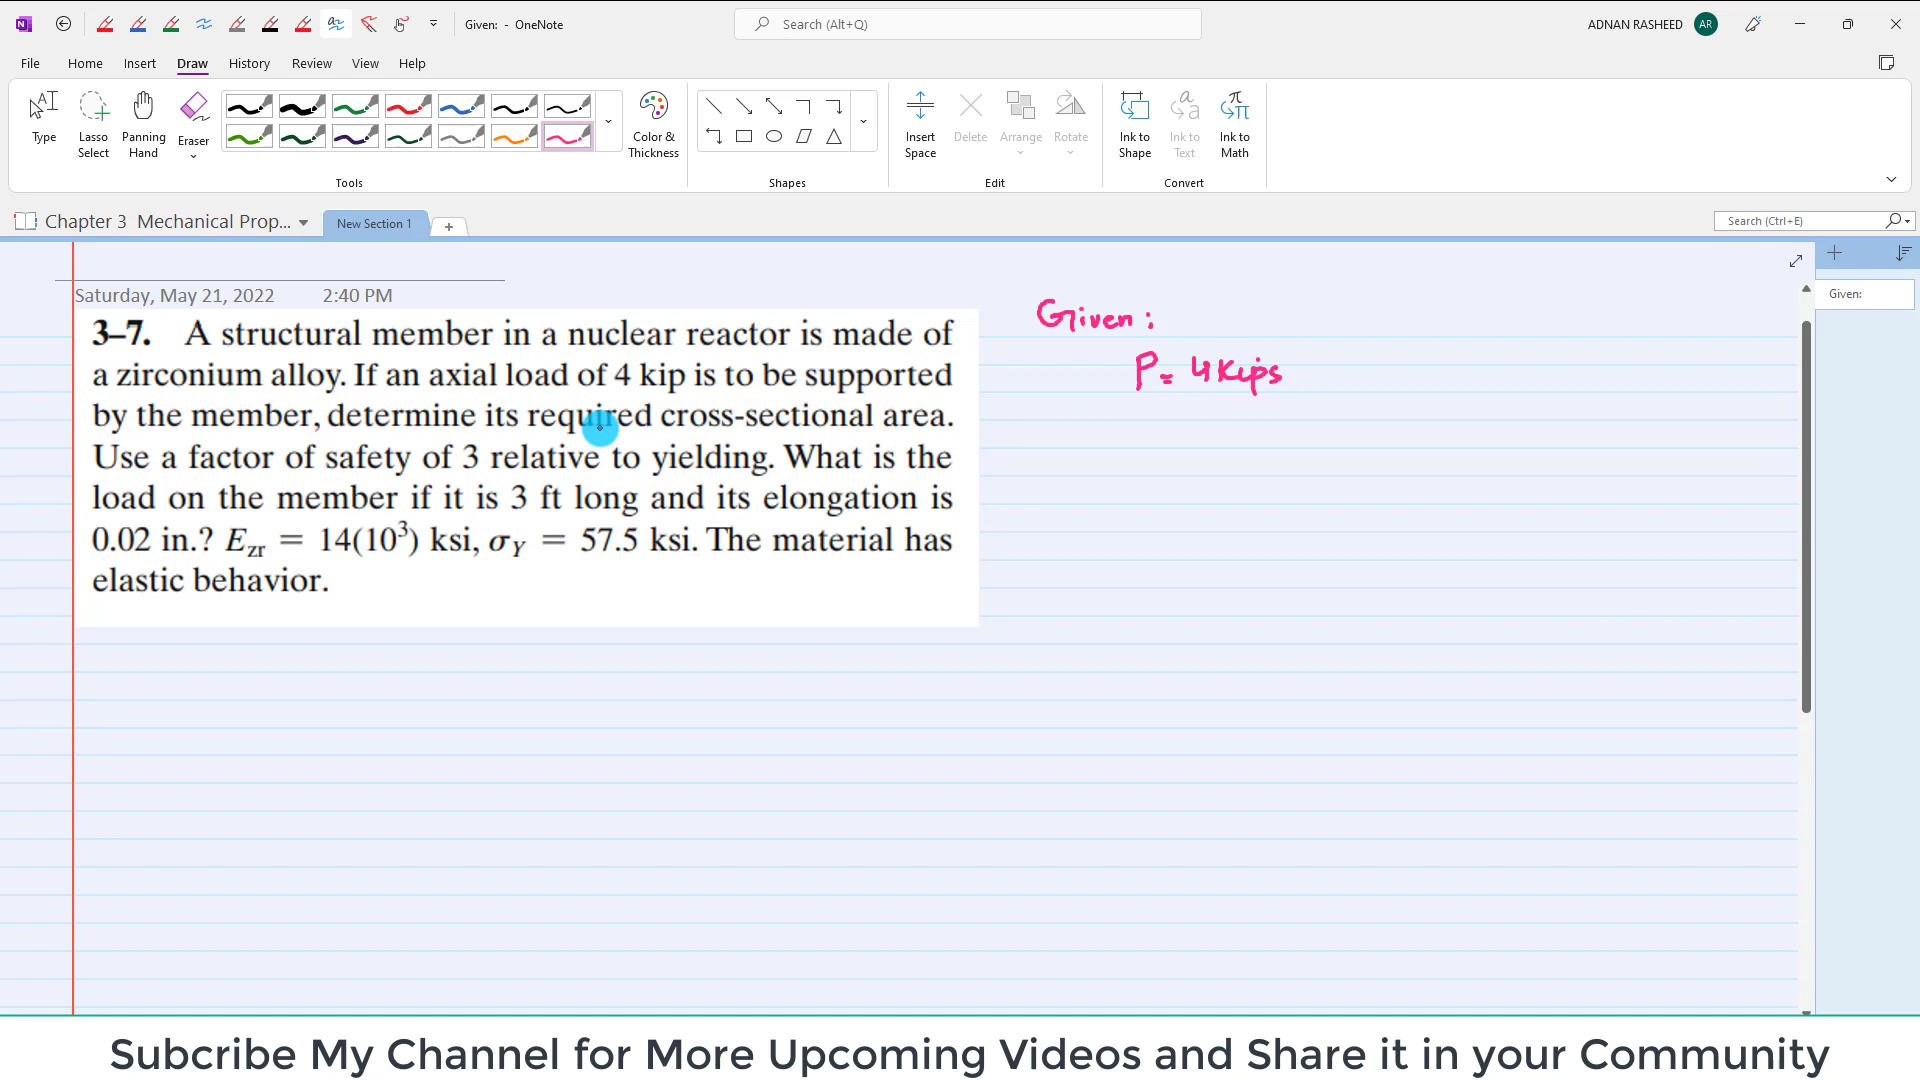 Given: - OneNote
Search (Alt+Q)
ADNAN RASHEED
AR
File Home Insert Draw History Review View Help
Type
Lasso Select
Panning Hand
Eraser
Color & Thickness
Insert Space
Delete
Arrange
Rotate
Ink to Shape
Ink to Text
Ink to Math
Tools
Shapes
Edit
Convert
Chapter 3 Mechanical Prop...
New Section 1
Search (Ctrl+E)
Given:
Saturday, May 21, 2022 2:40 PM
3–7. A structural member in a nuclear reactor is made of
a zirconium alloy. If an axial load of 4 kip is to be supported
by the member, determine its required cross-sectional area.
Use a factor of safety of 3 relative to yielding. What is the
load on the member if it is 3 ft long and its elongation is
0.02 in.? Ezr = 14(10³) ksi, σY = 57.5 ksi. The material has
elastic behavior.
Given:
P = 4 Kips
Subcribe My Channel for More Upcoming Videos and Share it in your Community